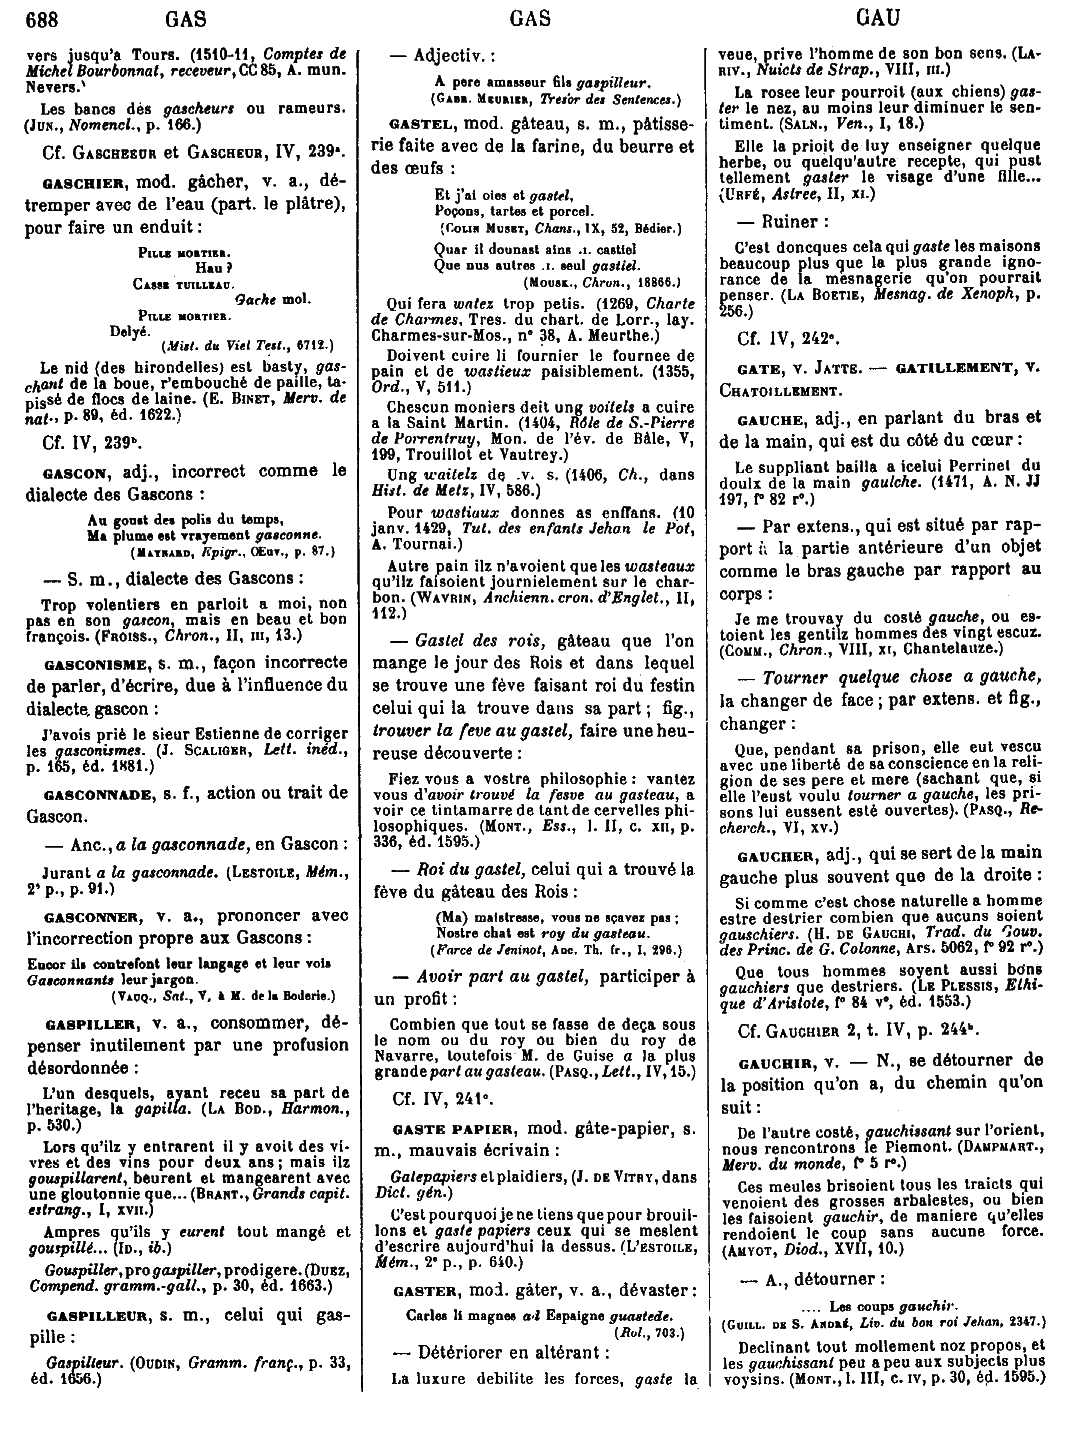 688 GAS GAS GAU
vers jusqu'a Tours. (1510-11, Comptes de
Michel Bourbonnat, receveur, CC 85, A. mun.
Nevers.)
Les bancs des gascheurs ou rameurs.
(JUN., Nomencl., p. 166.)
Cf. GASCHEEUR et GASCHEUR, IV, 239ª.
GASCHIER, mod. gâcher, v. a., dé-
tremper avec de l'eau (part. le plâtre),
pour faire un enduit :
PILLE MORTIER.
Hau ?
CASSE TUILLEAU.
Gache mol.
PILLE MORTIER.
Delyé.
(Mist. du Viel Test., 6712.)
Le nid (des hirondelles) est basty, gas-
chant de la boue, r'embouché de paille, ta-
pissé de flocs de laine. (E. BINET, Merv. de
nat., p. 89, éd. 1622.)
Cf. IV, 239ᵇ.
GASCON, adj., incorrect comme le
dialecte des Gascons :
Au goust des polis du temps,
Ma plume est vrayement gasconne.
(MAYNARD, Epigr., Œuv., p. 87.)
— S. m., dialecte des Gascons :
Trop volentiers en parloit a moi, non
pas en son gascon, mais en beau et bon
françois. (FROISS., Chron., II, III, 13.)
GASCONISME, s. m., façon incorrecte
de parler, d'écrire, due à l'influence du
dialecte gascon :
J'avois prié le sieur Estienne de corriger
les gasconismes. (J. SCALIGER, Lett. inéd.,
p. 165, éd. 1881.)
GASCONNADE, s. f., action ou trait de
Gascon.
— Anc., a la gasconnade, en Gascon :
Jurant a la gasconnade. (LESTOILE, Mém.,
2ᵉ p., p. 91.)
GASCONNER, v. a., prononcer avec
l'incorrection propre aux Gascons :
Encor ils contrefont leur langage et leur vois
Gasconnants leur jargon.
(VAUQ., Sat., V, à M. de la Boderie.)
GASPILLER, v. a., consommer, dé-
penser inutilement par une profusion
désordonnée :
L'un desquels, ayant receu sa part de
l'heritage, la gapilla. (LA BOD., Harmon.,
p. 530.)
Lors qu'ilz y entrarent il y avoit des vi-
vres et des vins pour deux ans ; mais ilz
gouspillarent, beurent et mangearent avec
une gloutonnie que... (BRANT., Grands capit.
estrang., I, XVII.)
Ampres qu'ils y eurent tout mangé et
gouspillé... (ID., ib.)
Gouspiller, pro gaspiller, prodigere. (DUEZ,
Compend. gramm.-gall., p. 30, éd. 1663.)
GASPILLEUR, s. m., celui qui gas-
pille :
Gaspilleur. (OUDIN, Gramm. franç., p. 33,
éd. 1656.)
— Adjectiv. :
A pere amasseur fils gaspilleur.
(GABR. MEURIER, Tresor des Sentences.)
GASTEL, mod. gâteau, s. m., pâtisse-
rie faite avec de la farine, du beurre et
des œufs :
Et j'ai oies et gastel,
Poçons, tartes et porcel.
(COLIN MUSET, Chans., IX, 52, Bédier.)
Quar il dounast ains .I. castiel
Que nus autres .I. seul gastiel.
(MOUSK., Chron., 18866.)
Qui fera watez trop petis. (1269, Charte
de Charmes, Tres. du chart. de Lorr., lay.
Charmes-sur-Mos., n° 38, A. Meurthe.)
Doivent cuire li fournier le fournee de
pain et de wastieux paisiblement. (1355,
Ord., V, 511.)
Chescun moniers deit ung voitels a cuire
a la Saint Martin. (1404, Rôle de S.-Pierre
de Porrentruy, Mon. de l'év. de Bâle, V,
199, Trouillot et Vautrey.)
Ung waitelz de .v. s. (1406, Ch., dans
Hist. de Metz, IV, 586.)
Pour wastiaux donnes as enffans. (10
janv. 1429, Tut. des enfants Jehan le Pot,
A. Tournai.)
Autre pain ilz n'avoient que les wasteaux
qu'ilz faisoient journielement sur le char-
bon. (WAVRIN, Anchienn. cron. d'Englet., II,
112.)
— Gastel des rois, gâteau que l'on
mange le jour des Rois et dans lequel
se trouve une fève faisant roi du festin
celui qui la trouve dans sa part ; fig.,
trouver la feve au gastel, faire une heu-
reuse découverte :
Fiez vous a vostre philosophie : vantez
vous d'avoir trouvé la fesve au gasteau, a
voir ce tintamarre de tant de cervelles phi-
losophiques. (MONT., Ess., l. II, c. XII, p.
336, éd. 1595.)
— Roi du gastel, celui qui a trouvé la
fève du gâteau des Rois :
(Ma) maistresse, vous ne sçavez pas ;
Nostre chat est roy du gasteau.
(Farce de Jeninot, Anc. Th. fr., I, 296.)
— Avoir part au gastel, participer à
un profit :
Combien que tout se fasse de deça sous
le nom ou du roy ou bien du roy de
Navarre, toutefois M. de Guise a la plus
grande part au gasteau. (PASQ., Lett., IV, 15.)
Cf. IV, 241ᶜ.
GASTE PAPIER, mod. gâte-papier, s.
m., mauvais écrivain :
Gatepapiers et plaidiers, (J. DE VITRY, dans
Dict. gén.)
C'est pourquoi je ne tiens que pour brouil-
lons et gaste papiers ceux qui se meslent
d'escrire aujourd'hui la dessus. (L'ESTOILE,
Mém., 2ᵉ p., p. 640.)
GASTER, mod. gâter, v. a., dévaster :
Carles li magnes ad Espaigne guastede.
(Rol., 703.)
— Détériorer en altérant :
La luxure debilite les forces, gaste la
veue, prive l'homme de son bon sens. (LA-
RIV., Nuicts de Strap., VIII, III.)
La rosee leur pourroit (aux chiens) gas-
ter le nez, au moins leur diminuer le sen-
timent. (SALN., Ven., I, 18.)
Elle la prioit de luy enseigner quelque
herbe, ou quelqu'autre recepte, qui pust
tellement gaster le visage d'une fille...
(URFÉ, Astree, II, XI.)
— Ruiner :
C'est doncques cela qui gaste les maisons
beaucoup plus que la plus grande igno-
rance de la mesnagerie qu'on pourrait
penser. (LA BOETIE, Mesnag. de Xenoph, p.
256.)
Cf. IV, 242ᶜ.
GATE, v. JATTE. — GATILLEMENT, v.
CHATOILLEMENT.
GAUCHE, adj., en parlant du bras et
de la main, qui est du côté du cœur :
Le suppliant bailla a icelui Perrinel du
doulx de la main gaulche. (1471, A. N. JJ
197, f° 82 r°.)
— Par extens., qui est situé par rap-
port à la partie antérieure d'un objet
comme le bras gauche par rapport au
corps :
Je me trouvay du costé gauche, ou es-
toient les gentilz hommes des vingt escuz.
(COMM., Chron., VIII, XI, Chantelauze.)
— Tourner quelque chose a gauche,
la changer de face ; par extens. et fig.,
changer :
Que, pendant sa prison, elle eut vescu
avec une liberté de sa conscience en la reli-
gion de ses pere et mere (sachant que, si
elle l'eust voulu tourner a gauche, les pri-
sons lui eussent esté ouvertes). (PASQ., Re-
cherch., VI, XV.)
GAUCHER, adj., qui se sert de la main
gauche plus souvent que de la droite :
Si comme c'est chose naturelle a homme
estre destrier combien que aucuns soient
gauschiers. (H. DE GAUCHI, Trad. du Gouv.
des Princ. de G. Colonne, Ars. 5062, f° 92 r°.)
Que tous hommes soyent aussi bons
gauchiers que destriers. (LE PLESSIS, Ethi-
que d'Aristote, f° 84 v°, éd. 1553.)
Cf. GAUCHIER 2, t. IV, p. 244ᵇ.
GAUCHIR, v. — N., se détourner de
la position qu'on a, du chemin qu'on
suit :
De l'autre costé, gauchissant sur l'orient,
nous rencontrons le Piemont. (DAMPMART.,
Merv. du monde, f° 5 r°.)
Ces meules brisoient tous les traicts qui
venoient des grosses arbalestes, ou bien
les faisoient gauchir, de maniere qu'elles
rendoient le coup sans aucune force.
(AMYOT, Diod., XVII, 10.)
— A., détourner :
.... Les coups gauchir.
(GUILL. DE S. ANDRÉ, Liv. du bon roi Jehan, 2347.)
Declinant tout mollement noz propos, et
les gauchissant peu a peu aux subjects plus
voysins. (MONT., l. III, c. IV, p. 30, éd. 1595.)